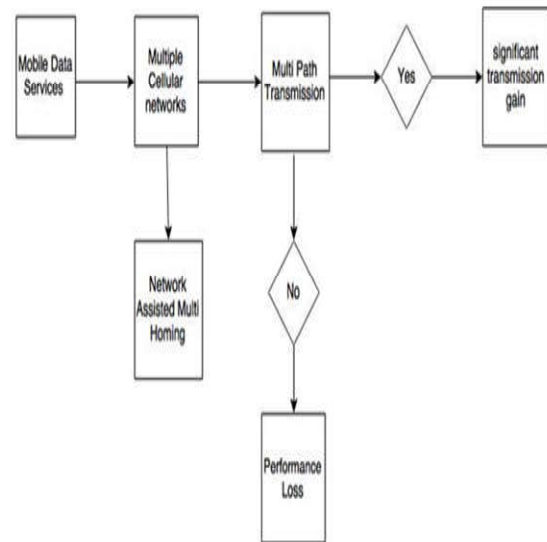 Mobile Data
Services
Multiple
Cellular
networks
Multi Path
Transmission
Yes
significant
transmission
gain
Network
Assisted Multi
Homing
No
Performance
Loss